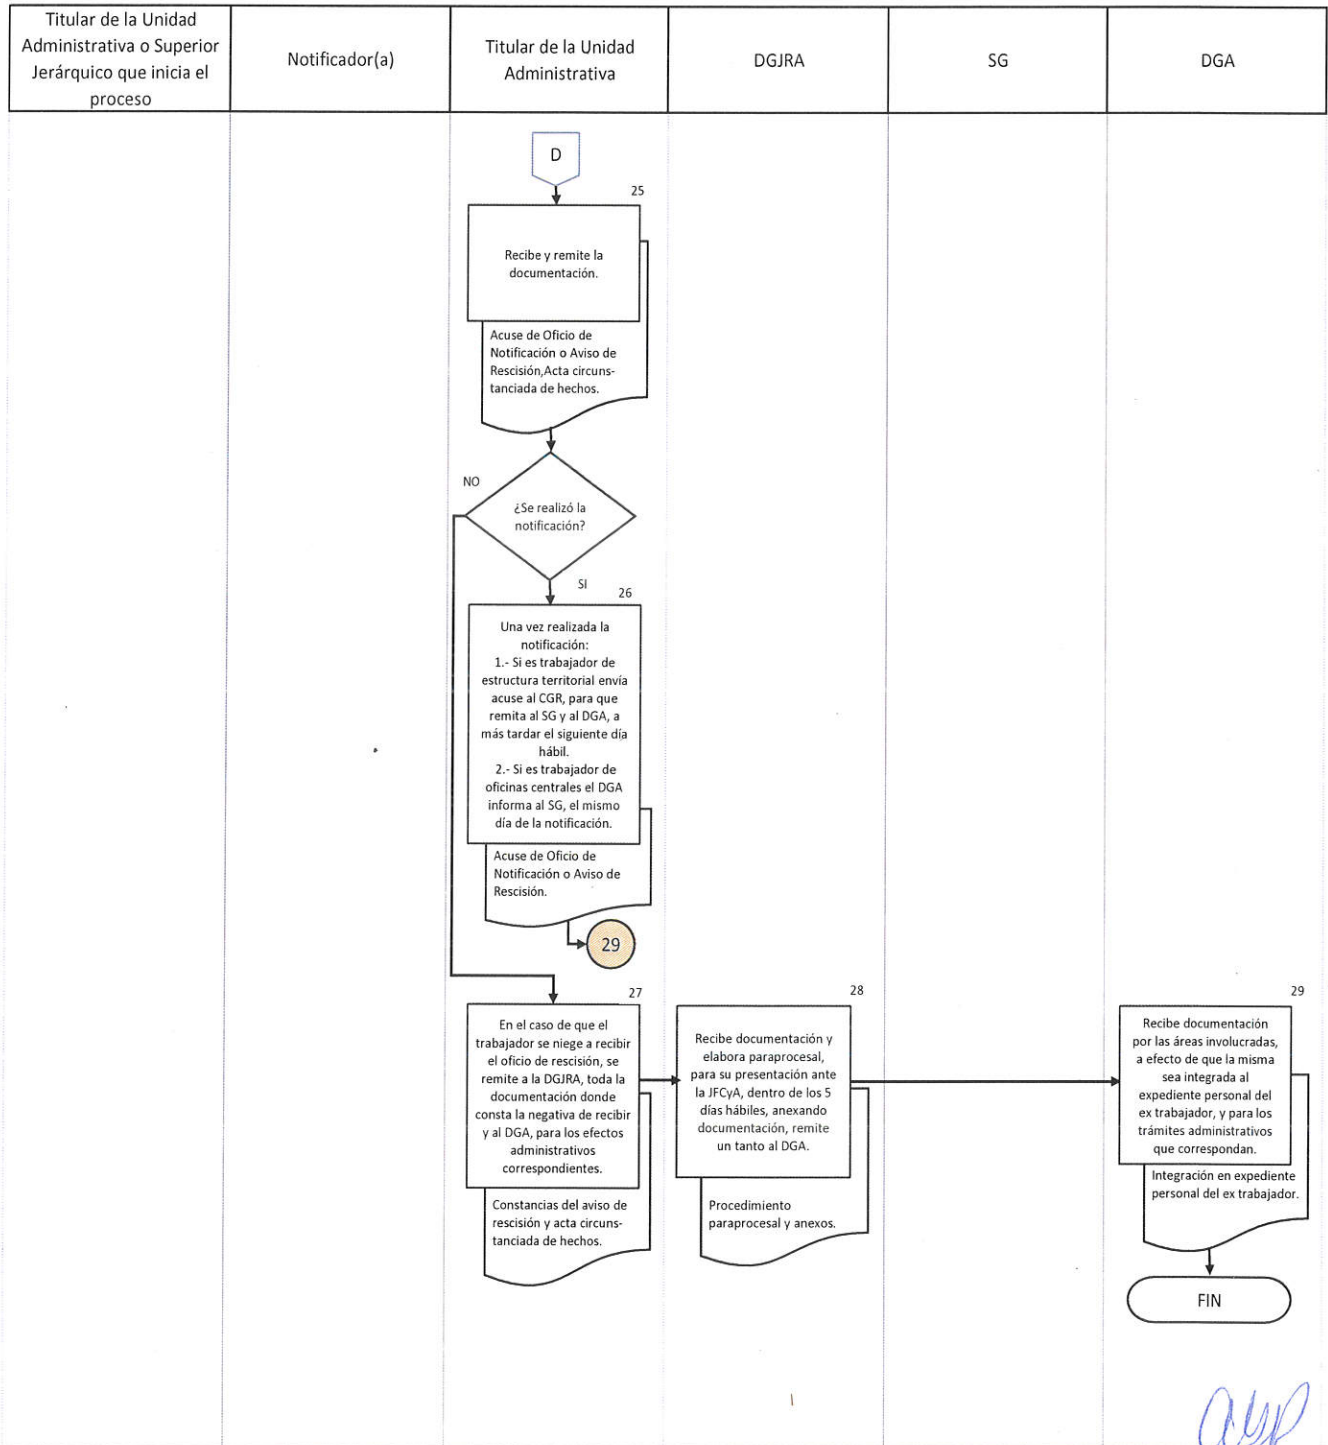 Titular de la Unidad
Administrativa o Superior
Jerárquico que inicia el
proceso
Notificador(a)
Titular de la Unidad
Administrativa
DGJRA
SG
DGA
D
25
Recibe y remite la
documentación.
Acuse de Oficio de
Notificación o Aviso de
Rescisión,Acta circuns-
tanciada de hechos.
NO
¿Se realizó la
notificación?
SI
26
Una vez realizada la
notificación:
1.- Si es trabajador de
estructura territorial envía
acuse al CGR, para que
remita al SG y al DGA, a
más tardar el siguiente día
hábil.
2.- Si es trabajador de
oficinas centrales el DGA
informa al SG, el mismo
día de la notificación.
Acuse de Oficio de
Notificación o Aviso de
Rescisión.
29
27
En el caso de que el
trabajador se niege a recibir
el oficio de rescisión, se
remite a la DGJRA, toda la
documentación donde
consta la negativa de recibir
y al DGA, para los efectos
administrativos
correspondientes.
Constancias del aviso de
rescisión y acta circuns-
tanciada de hechos.
28
Recibe documentación y
elabora paraprocesal,
para su presentación ante
la JFCyA, dentro de los 5
días hábiles, anexando
documentación, remite
un tanto al DGA.
Procedimiento
paraprocesal y anexos.
29
Recibe documentación
por las áreas involucradas,
a efecto de que la misma
sea integrada al
expediente personal del
ex trabajador, y para los
trámites administrativos
que correspondan.
Integración en expediente
personal del ex trabajador.
FIN